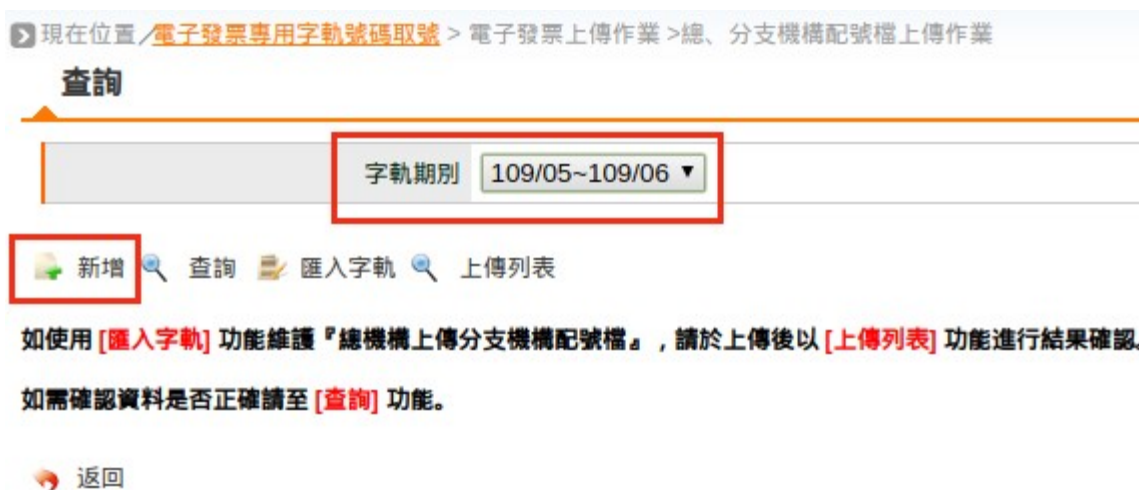 現在位置/電子發票專用字軌號碼取號 > 電子發票上傳作業 >總、分支機構配號檔上傳作業
查詢
字軌期別 109/05~109/06
新增 查詢 匯入字軌 上傳列表
如使用 [匯入字軌] 功能維護『總機構上傳分支機構配號檔』，請於上傳後以 [上傳列表] 功能進行結果確認。
如需確認資料是否正確請至 [查詢] 功能。
返回